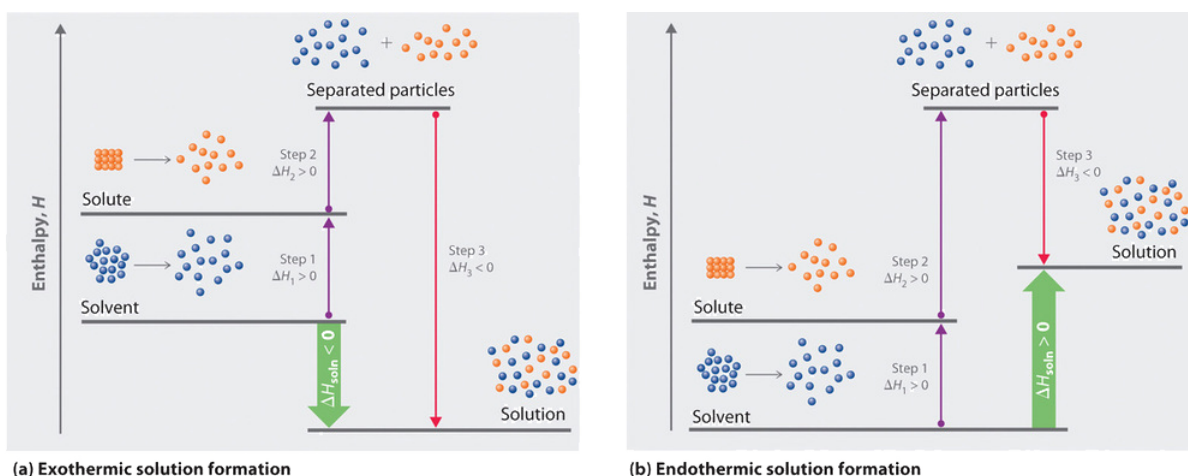 +
Separated particles
Step 2
ΔH₂ > 0
Solute
Step 1
ΔH₁ > 0
Solvent
Step 3
ΔH₃ < 0
ΔHsoln < 0
Solution
Enthalpy, H
(a) Exothermic solution formation
+
Separated particles
Step 3
ΔH₃ < 0
Solution
Step 2
ΔH₂ > 0
Solute
Step 1
ΔH₁ > 0
Solvent
ΔHsoln > 0
Enthalpy, H
(b) Endothermic solution formation